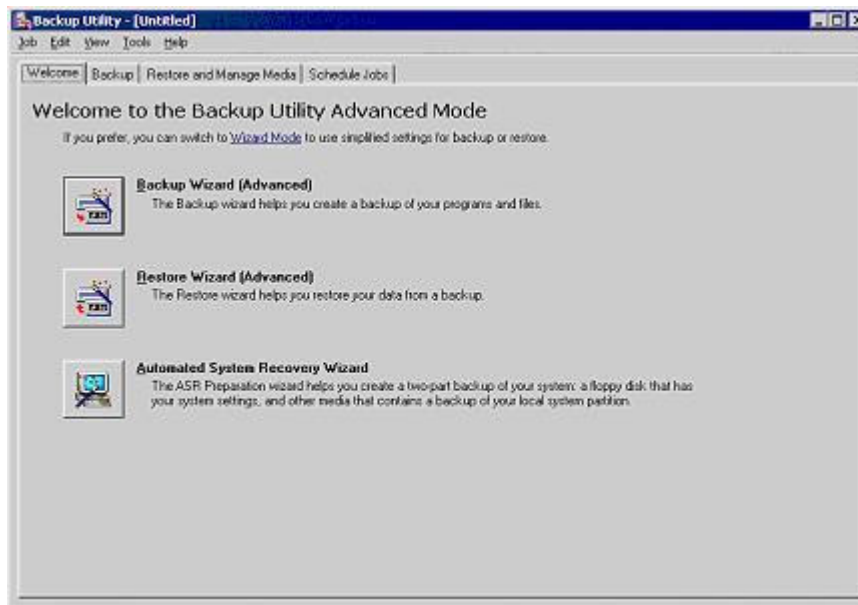 Backup Utility - [Untitled]
Job Edit View Tools Help
Welcome Backup Restore and Manage Media Schedule Jobs
Welcome to the Backup Utility Advanced Mode
If you prefer, you can switch to Wizard Mode to use simplified settings for backup or restore.
Backup Wizard (Advanced)
The Backup wizard helps you create a backup of your programs and files.
Restore Wizard (Advanced)
The Restore wizard helps you restore your data from a backup.
Automated System Recovery Wizard
The ASR Preparation wizard helps you create a two-part backup of your system: a floppy disk that has
your system settings, and other media that contains a backup of your local system partition.